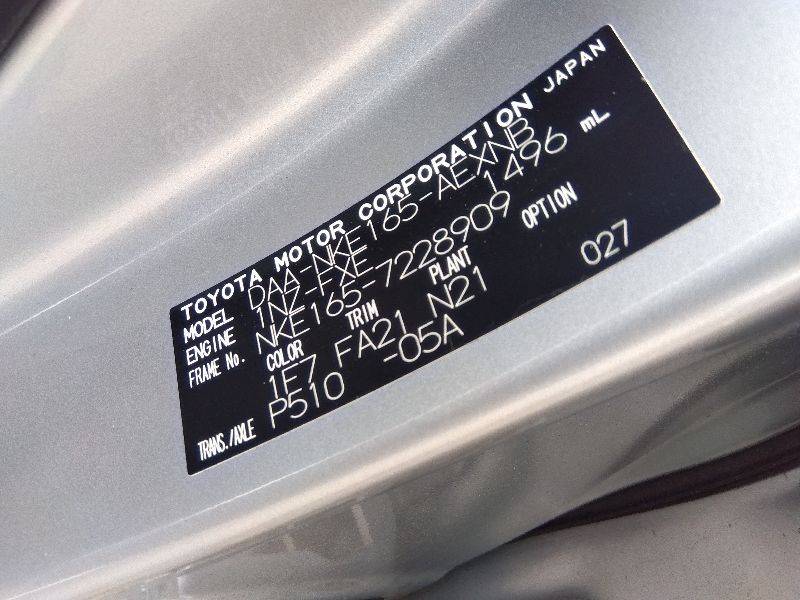 TOYOTA MOTOR CORPORATION JAPAN
MODEL DAA-NKE165-AEXNB
ENGINE 1NZ-FXE 1496 mL
FRAME No. NKE165-7228909
COLOR TRIM PLANT OPTION
1F7 FA21 N21 027
TRANS./AXLE P510 -05A